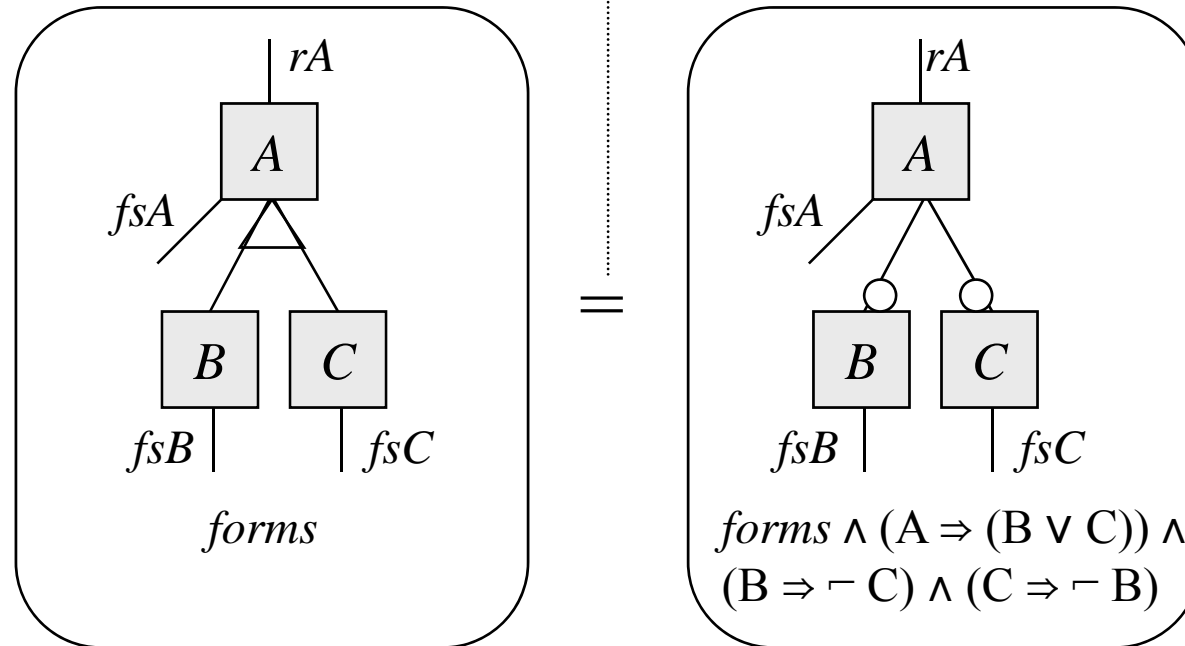 rA
A
fsA
B
C
fsB
fsC
forms
=
rA
A
fsA
B
C
fsB
fsC
forms ∧ (A ⇒ (B ∨ C)) ∧
(B ⇒ ¬ C) ∧ (C ⇒ ¬ B)